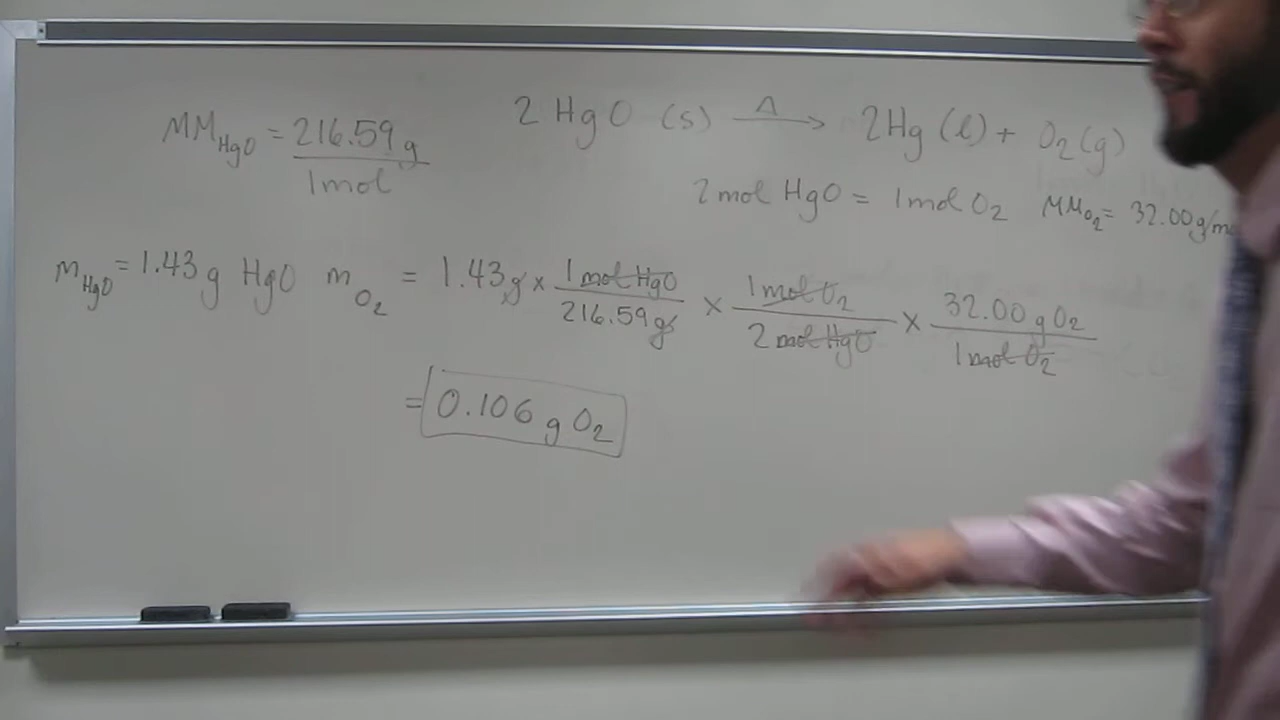 2 HgO (s) —Δ→ 2Hg (l) + O₂(g)
MM_HgO = 216.59 g / 1 mol
2 mol HgO = 1 mol O₂ MM_O₂ = 32.00 g/m
m_HgO = 1.43 g HgO m_O₂ = 1.43 g × 1 mol HgO / 216.59 g × 1 mol O₂ / 2 mol HgO × 32.00 g O₂ / 1 mol O₂
= 0.106 g O₂